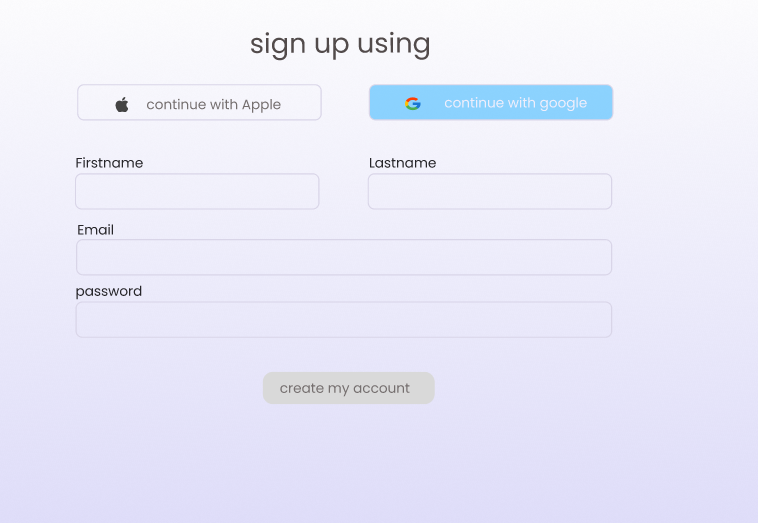 sign up using
continue with Apple
continue with google
Firstname
Lastname
Email
password
create my account